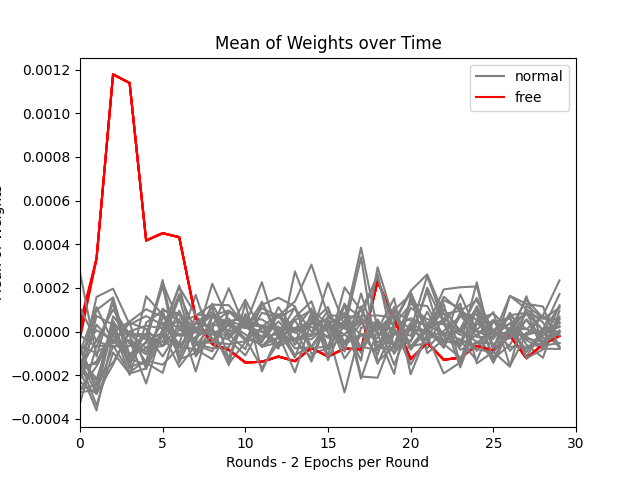 Mean of Weights over Time
normal
free
0.0012
0.0010
0.0008
0.0006
0.0004
0.0002
0.0000
−0.0002
−0.0004
0 5 10 15 20 25 30
Rounds - 2 Epochs per Round